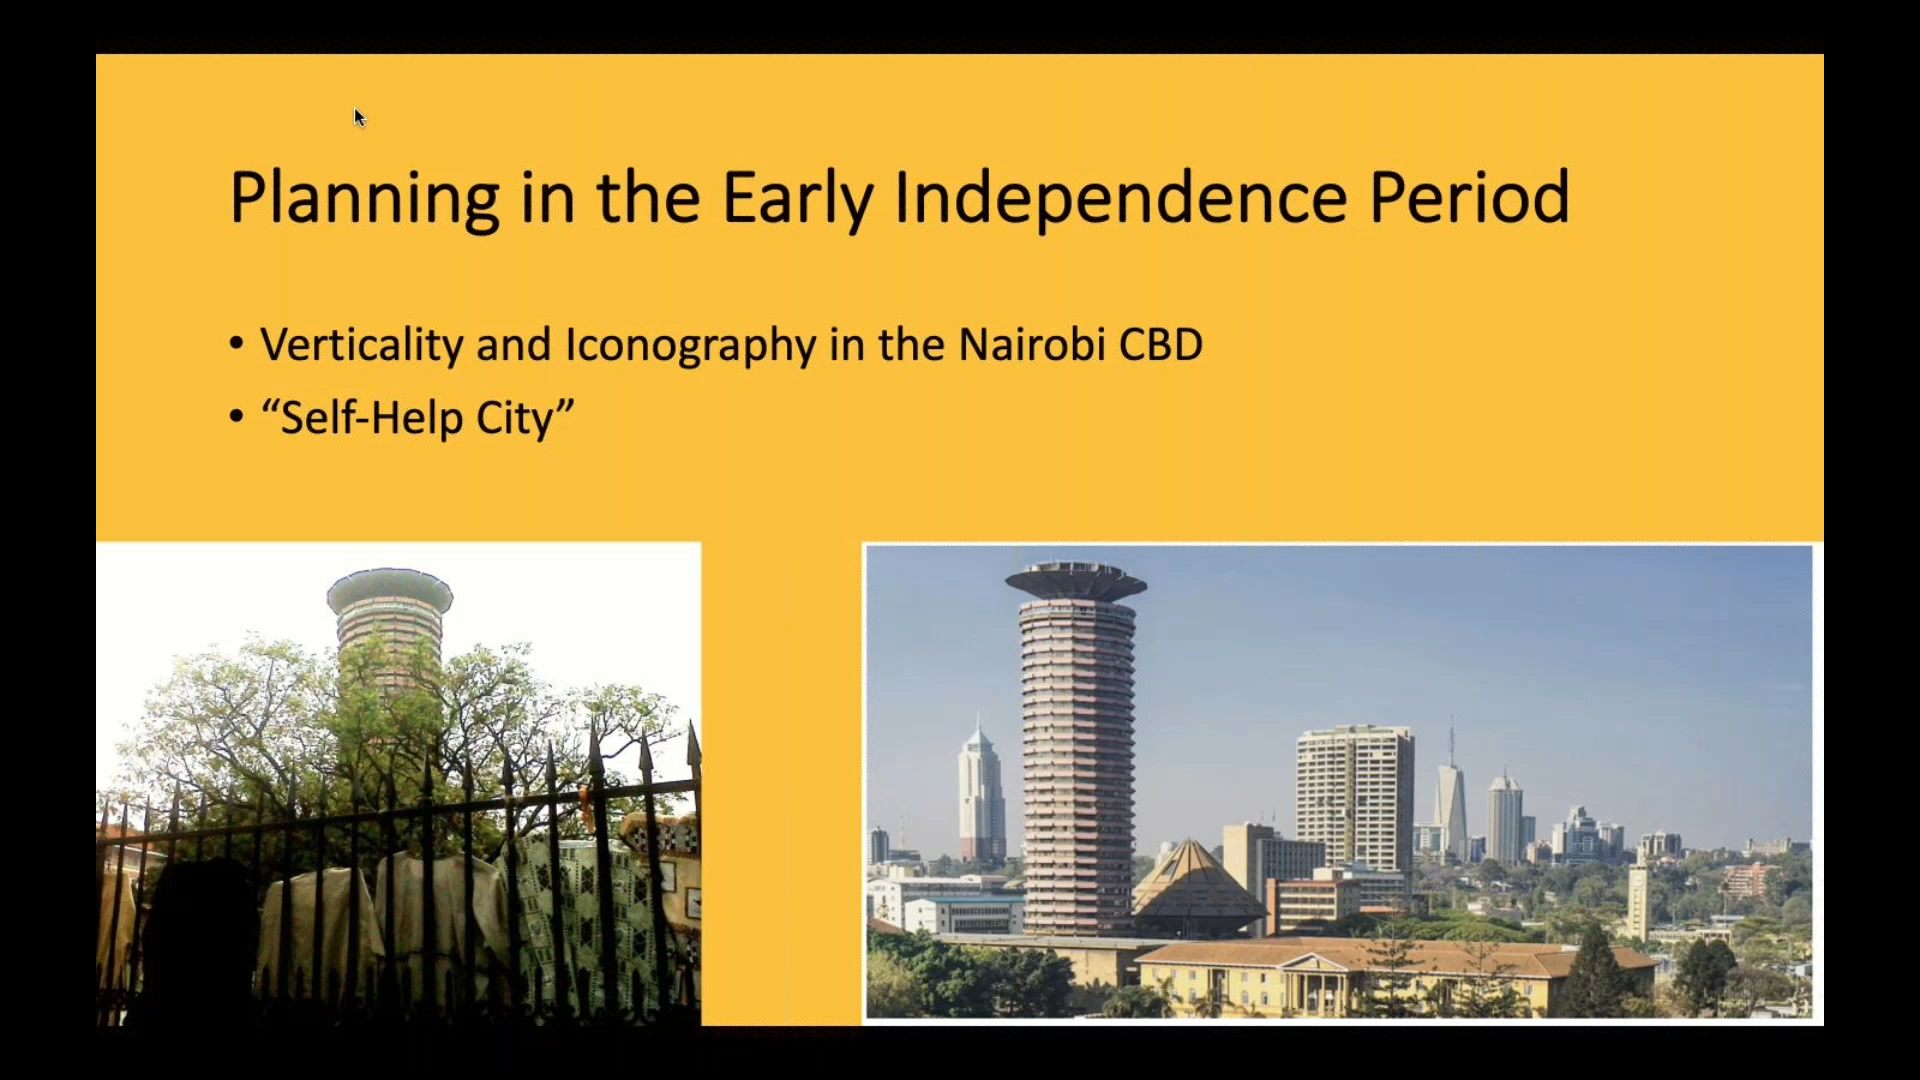 Planning in the Early Independence Period
• Verticality and Iconography in the Nairobi CBD
• “Self-Help City”